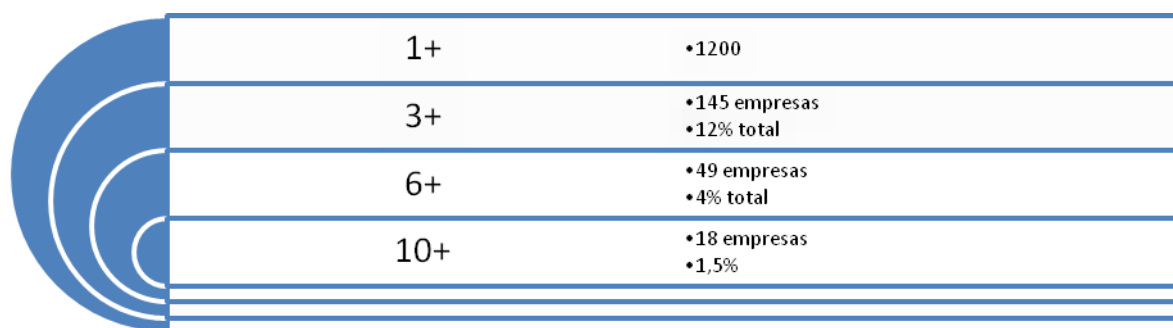 1+
•1200
3+
•145 empresas
•12% total
6+
•49 empresas
•4% total
10+
•18 empresas
•1,5%